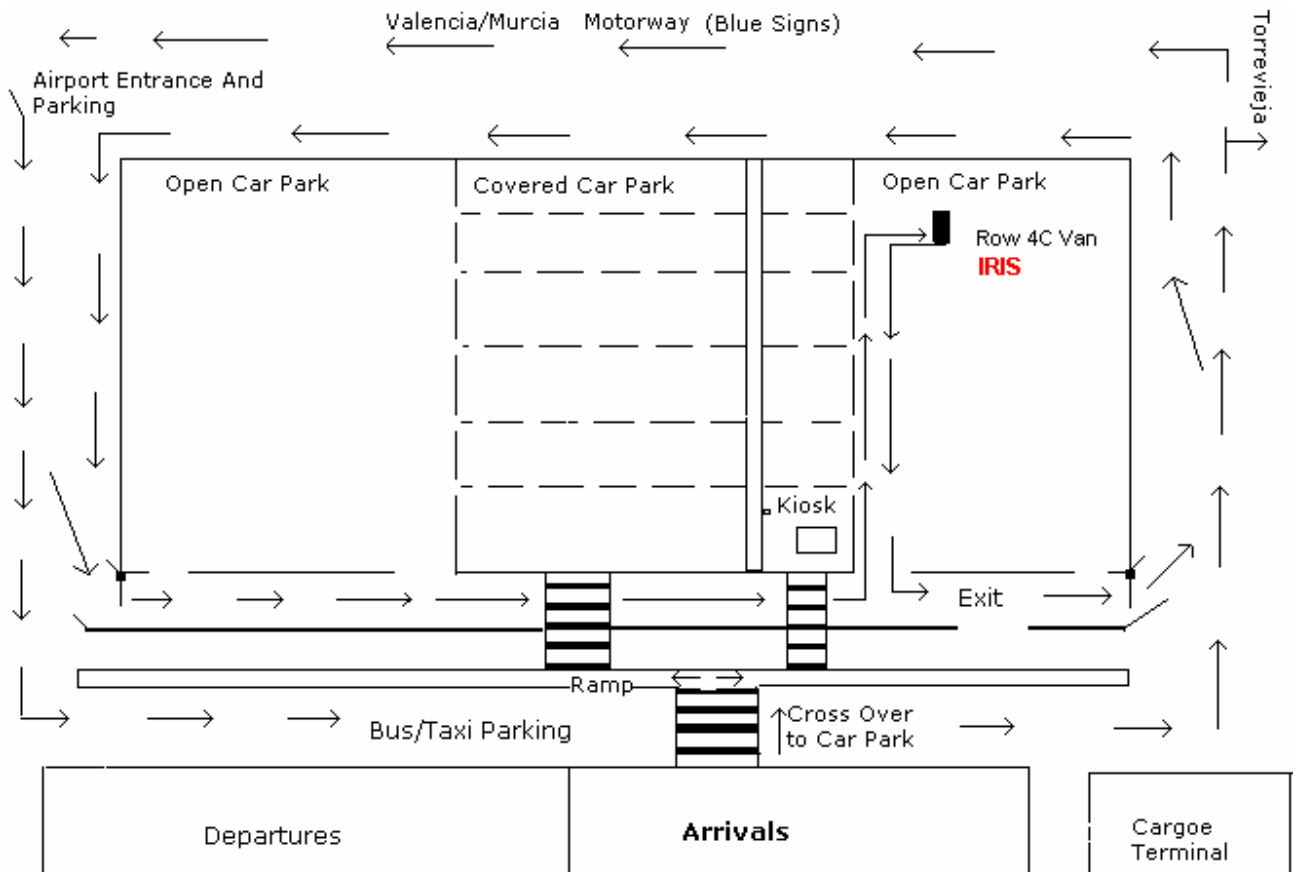 Valencia/Murcia Motorway (Blue Signs)
Torrevieja
Airport Entrance And
Parking
Open Car Park
Covered Car Park
Open Car Park
Row 4C Van
IRIS
Kiosk
Exit
Ramp
Bus/Taxi Parking
Cross Over
to Car Park
Departures
Arrivals
Cargoe
Terminal